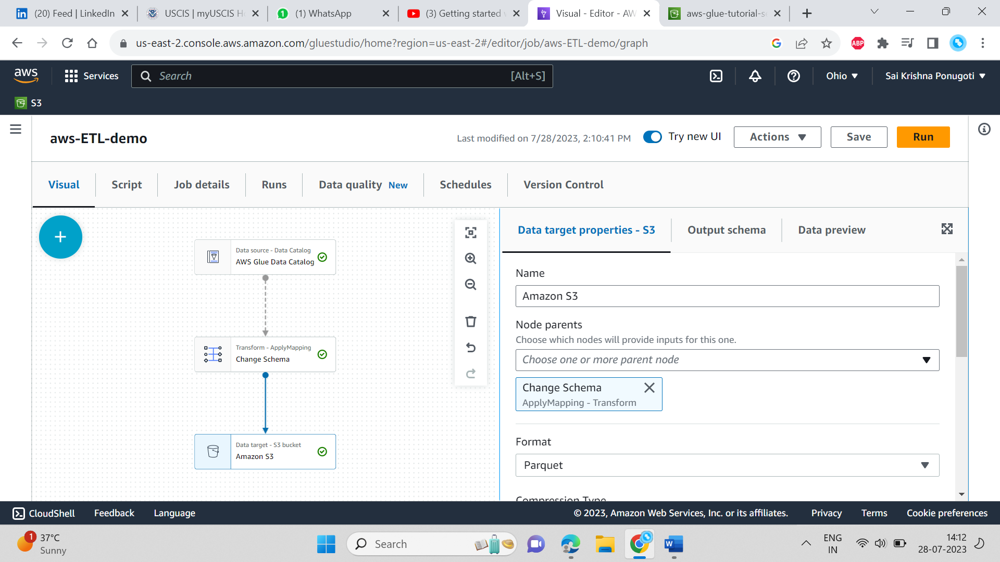 (20) Feed | LinkedIn
USCIS | myUSCIS Ho
(1) WhatsApp
(3) Getting started w
Visual - Editor - AW
aws-glue-tutorial-se
us-east-2.console.aws.amazon.com/gluestudio/home?region=us-east-2#/editor/job/aws-ETL-demo/graph
ABP
aws
Services
Search
[Alt+S]
Ohio
Sai Krishna Ponugoti
S3
aws-ETL-demo
Last modified on 7/28/2023, 2:10:41 PM
Try new UI
Actions
Save
Run
Visual
Script
Job details
Runs
Data quality New
Schedules
Version Control
Data source - Data Catalog
AWS Glue Data Catalog
Transform - ApplyMapping
Change Schema
Data target - S3 bucket
Amazon S3
Data target properties - S3
Output schema
Data preview
Name
Amazon S3
Node parents
Choose which nodes will provide inputs for this one.
Choose one or more parent node
Change Schema
ApplyMapping - Transform
Format
Parquet
Compression Type
CloudShell
Feedback
Language
© 2023, Amazon Web Services, Inc. or its affiliates.
Privacy
Terms
Cookie preferences
1
37°C
Sunny
Search
ENG
IN
14:12
28-07-2023